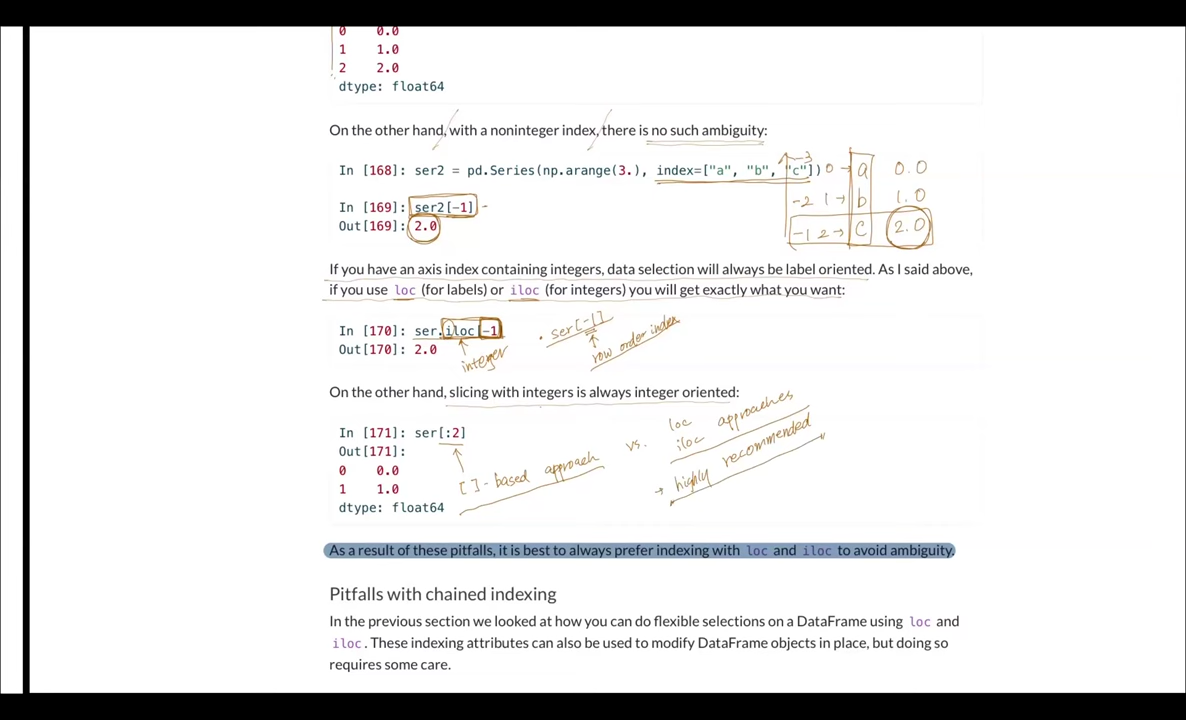 0 0.0
1 1.0
2 2.0
dtype: float64
On the other hand, with a noninteger index, there is no such ambiguity:
In [168]: ser2 = pd.Series(np.arange(3.), index=["a", "b", "c"])
-3 0 → a 0.0
-2 1 → b 1.0
-1 2 → c 2.0
In [169]: ser2[-1]
Out[169]: 2.0
If you have an axis index containing integers, data selection will always be label oriented. As I said above,
if you use loc (for labels) or iloc (for integers) you will get exactly what you want:
In [170]: ser.iloc[-1]
Out[170]: 2.0
integer
ser[-1]
row order index
On the other hand, slicing with integers is always integer oriented:
In [171]: ser[:2]
Out[171]:
0 0.0
1 1.0
dtype: float64
[ ]-based approach
vs.
loc
iloc approaches
→ highly recommended
As a result of these pitfalls, it is best to always prefer indexing with loc and iloc to avoid ambiguity.
Pitfalls with chained indexing
In the previous section we looked at how you can do flexible selections on a DataFrame using loc and
iloc. These indexing attributes can also be used to modify DataFrame objects in place, but doing so
requires some care.